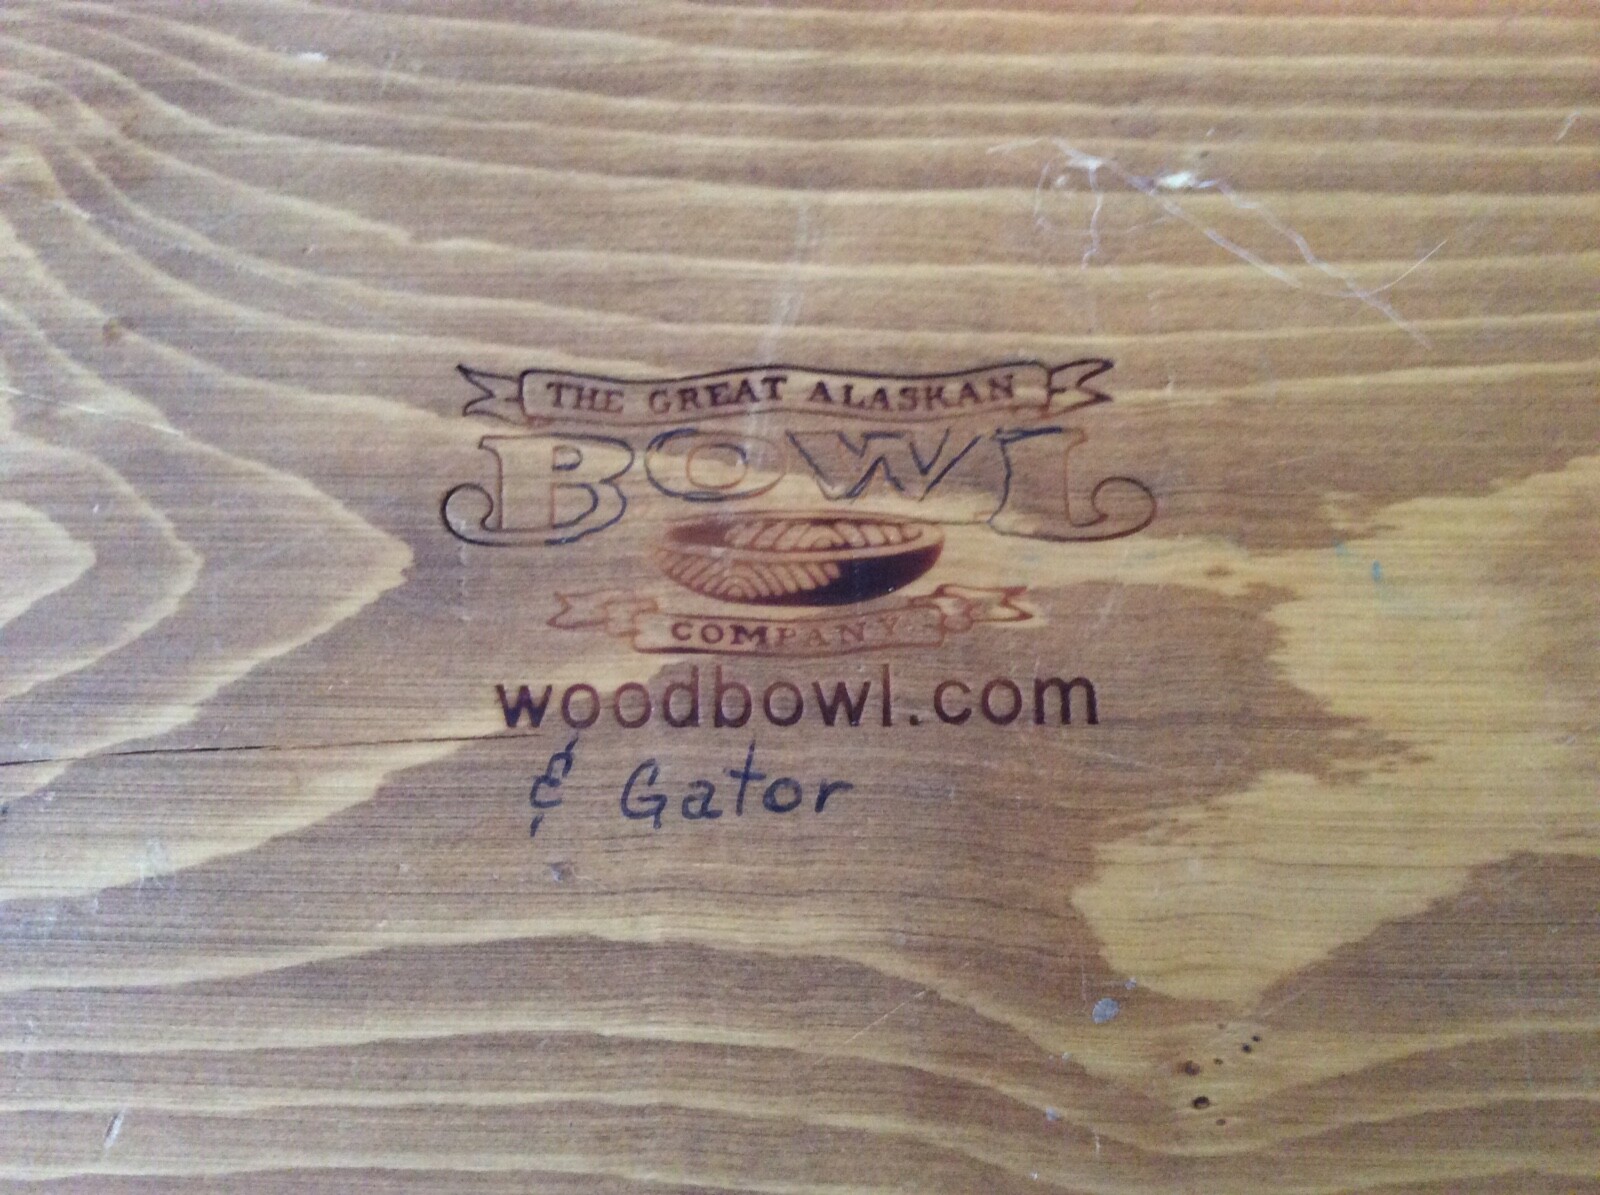 THE GREAT ALASKAN
BOWL
COMPANY
woodbowl.com
& Gator